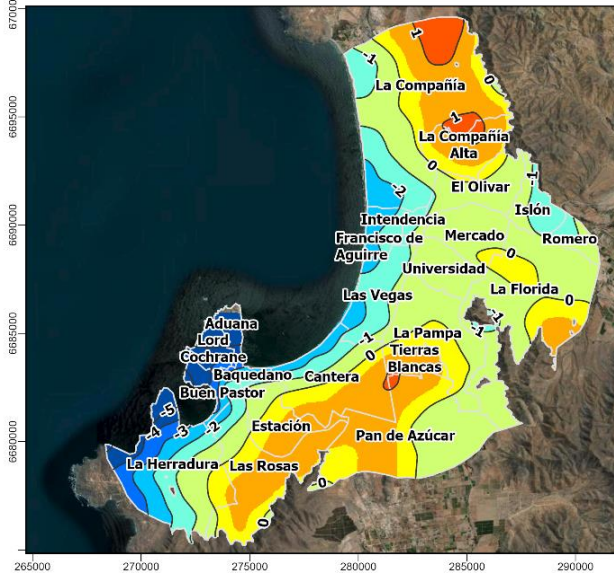 6700000
1
-1
0
La Compañía
6695000
1
La Compañía
Alta
0
-1
El Olivar
-2
Islón
Intendencia
6690000
Mercado
Romero
Francisco de
Aguirre
0
Universidad
La Florida
Las Vegas
0
-1
Aduana
6685000
-1
La Pampa
Lord
0
Tierras
Cochrane
Blancas
Baquedano
Cantera
Buen Pastor
-5
-4
-3
-2
Estación
6680000
Pan de Azúcar
La Herradura
Las Rosas
0
0
265000
270000
275000
280000
285000
290000